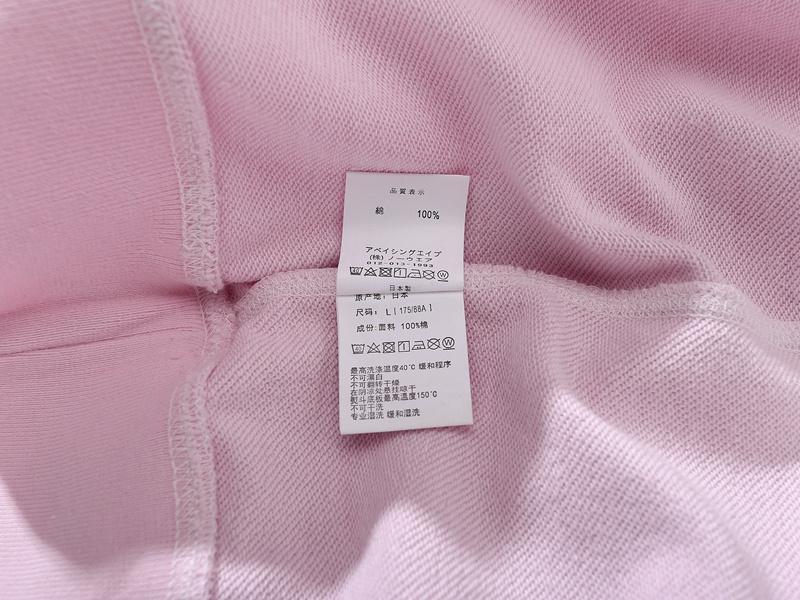 品質表示
綿 100%
アベイシングエイプ
(株)ノーウエア
012-013-1993
日本製
原产地: 日本
尺码: L [175/88A]
成份: 面料 100%棉
最高洗涤温度40℃ 缓和程序
不可漂白
不可翻转干燥
在阴凉处悬挂晾干
熨斗底板最高温度150℃
不可干洗
专业湿洗 缓和湿洗